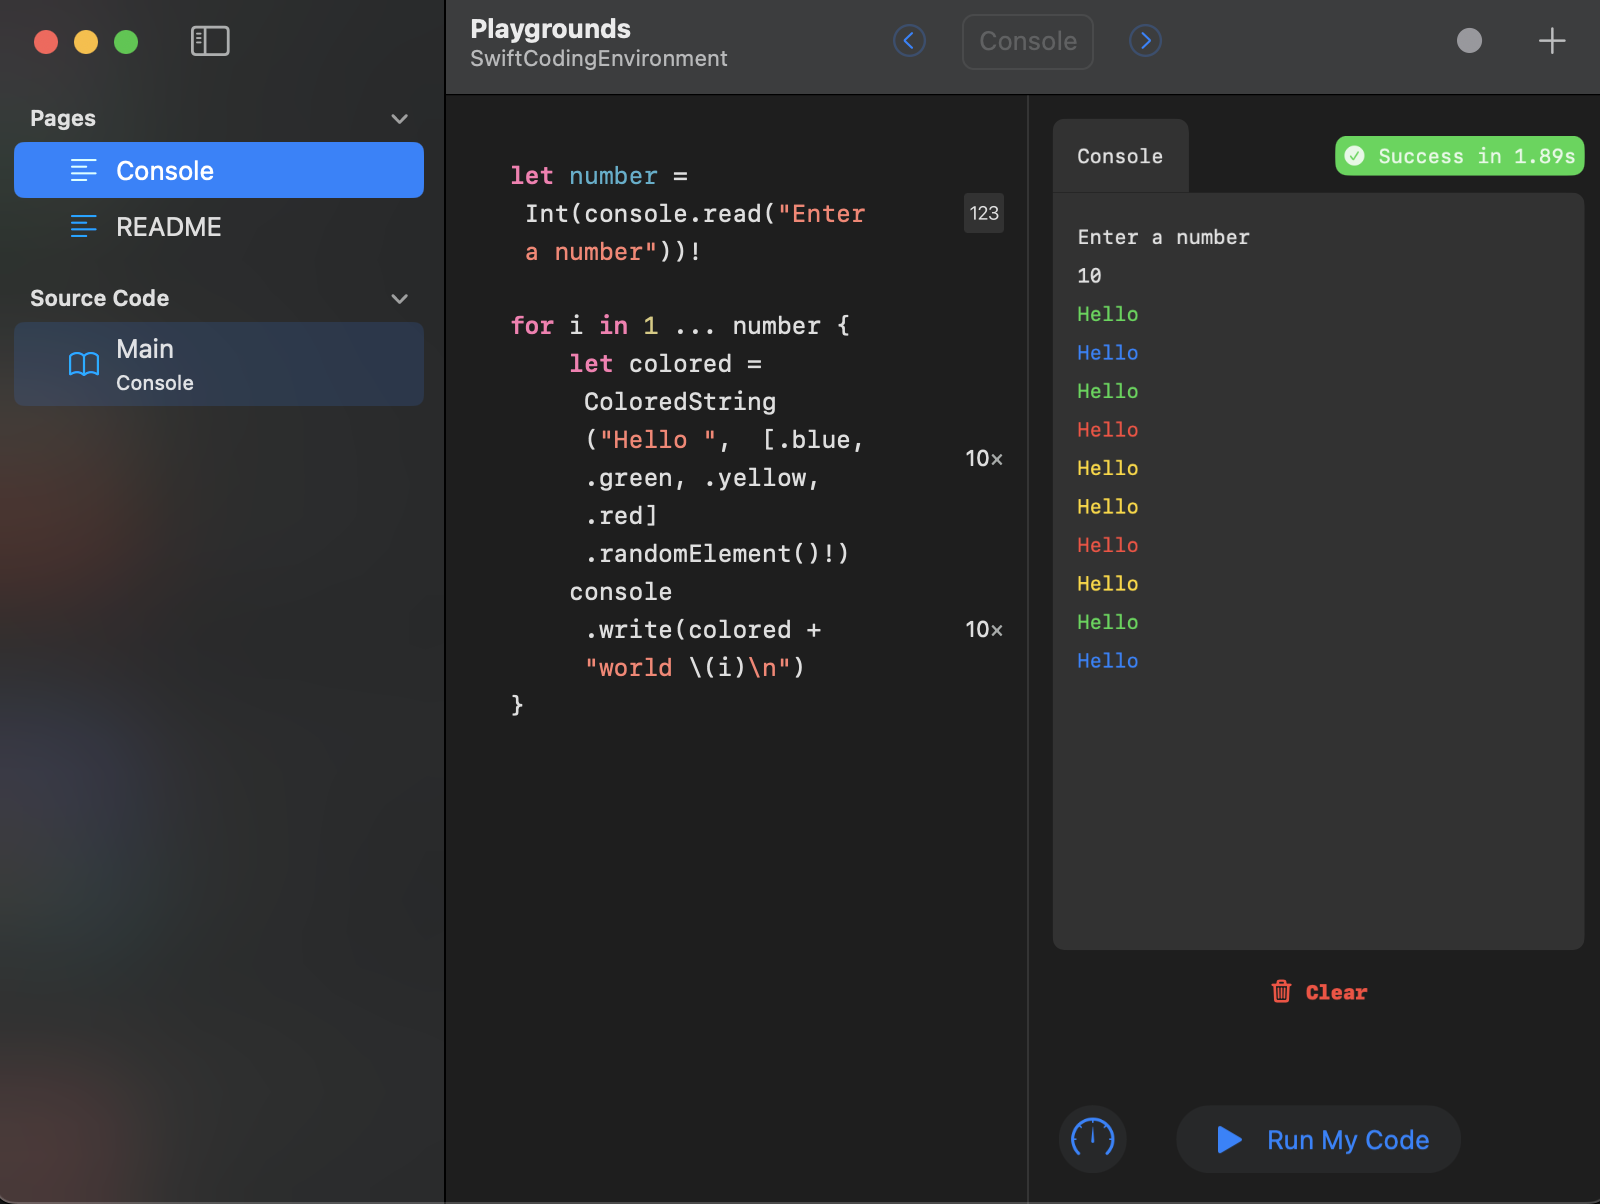 Playgrounds
SwiftCodingEnvironment
Console
Pages
Console
README
Source Code
Main
Console
let number =
Int(console.read("Enter
a number"))!
123
for i in 1 ... number {
let colored =
ColoredString
("Hello ",  [.blue,
.green, .yellow,
.red]
.randomElement()!)
10×
console
.write(colored +
"world \(i)\n")
10×
}
Console
Success in 1.89s
Enter a number
10
Hello
Hello
Hello
Hello
Hello
Hello
Hello
Hello
Hello
Hello
Clear
Run My Code